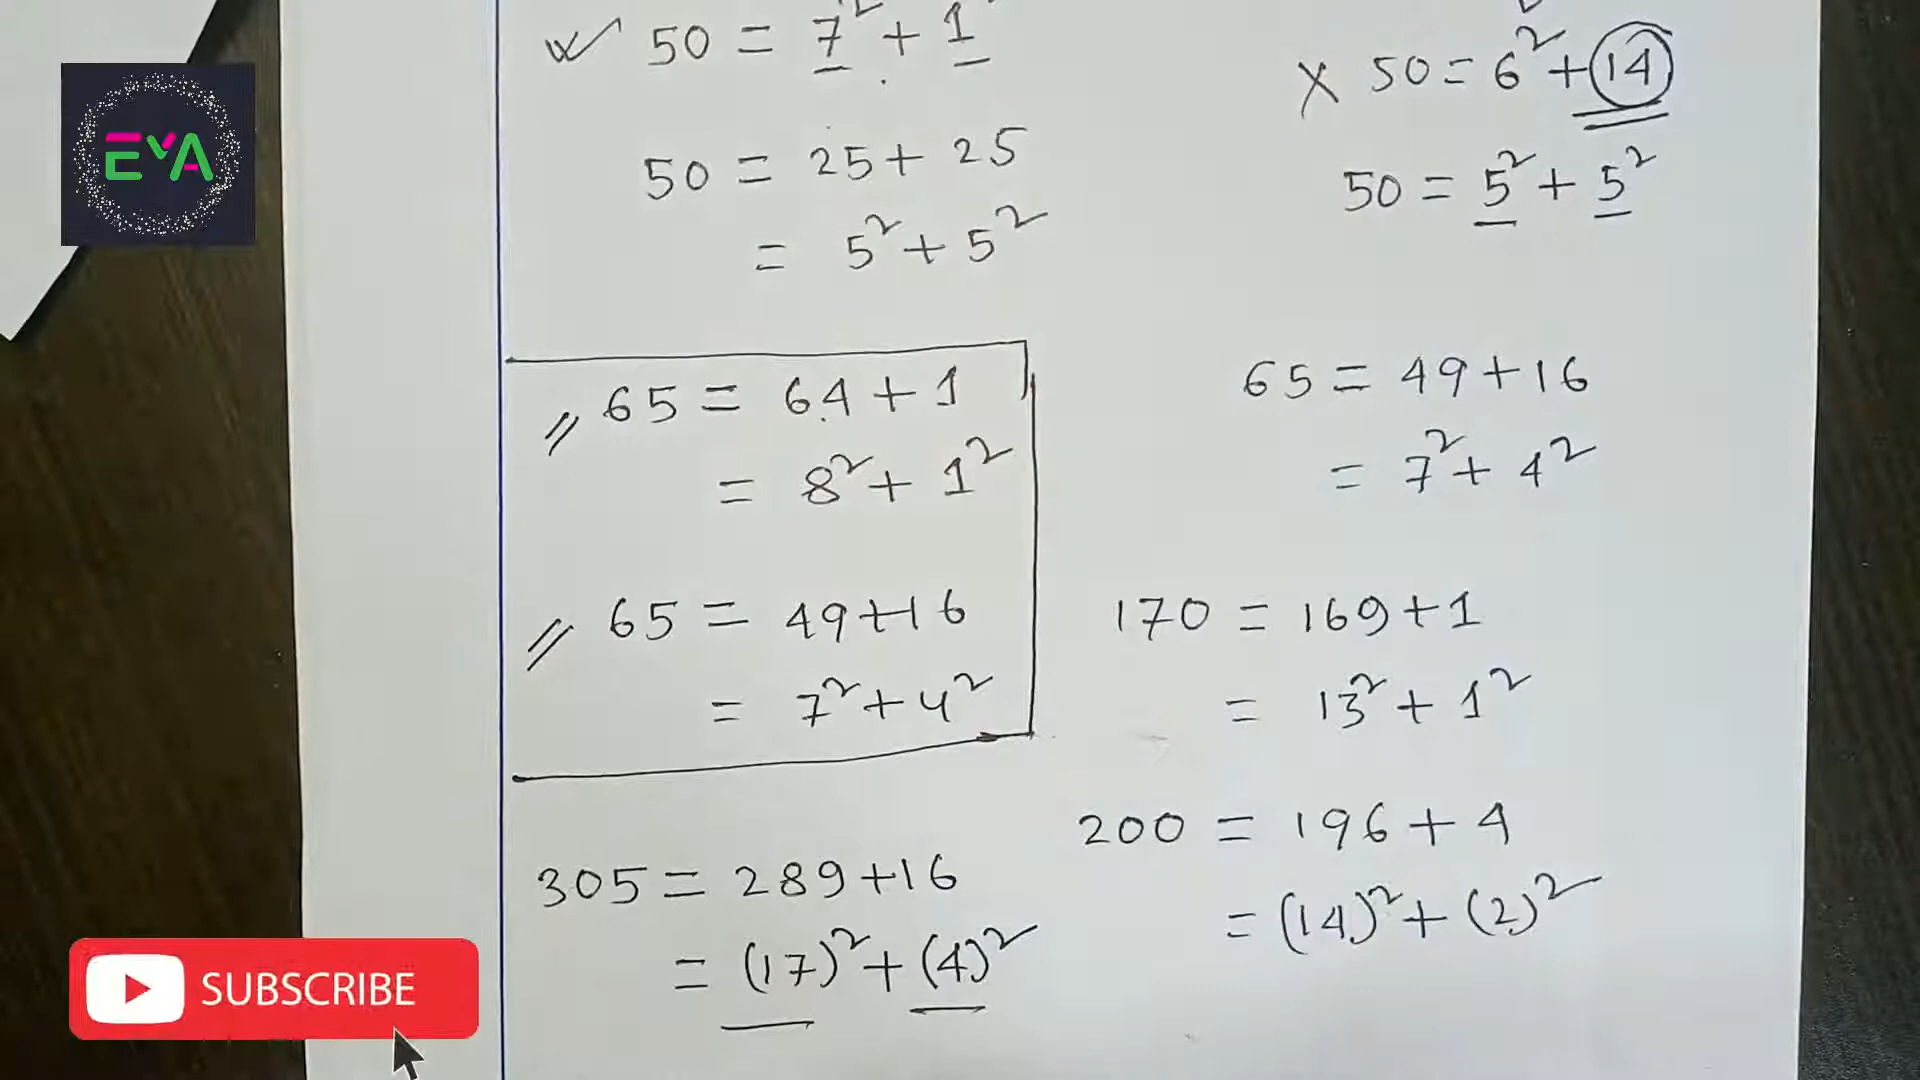 EYA
50 = 7² + 1²
50 = 25 + 25
= 5² + 5²
65 = 64 + 1
= 8² + 1²
65 = 49 + 16
= 7² + 4²
305 = 289 + 16
= (17)² + (4)²
× 50 = 6² + 14
50 = 5² + 5²
65 = 49 + 16
= 7² + 4²
170 = 169 + 1
= 13² + 1²
200 = 196 + 4
= (14)² + (2)²
SUBSCRIBE